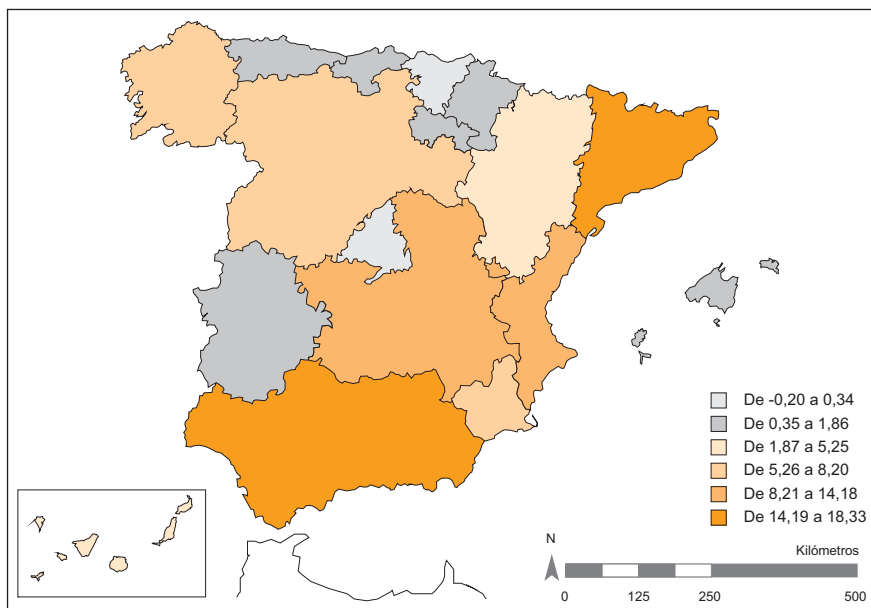 De -0,20 a 0,34
De 0,35 a 1,86
De 1,87 a 5,25
De 5,26 a 8,20
De 8,21 a 14,18
De 14,19 a 18,33
N
Kilómetros
0 125 250 500